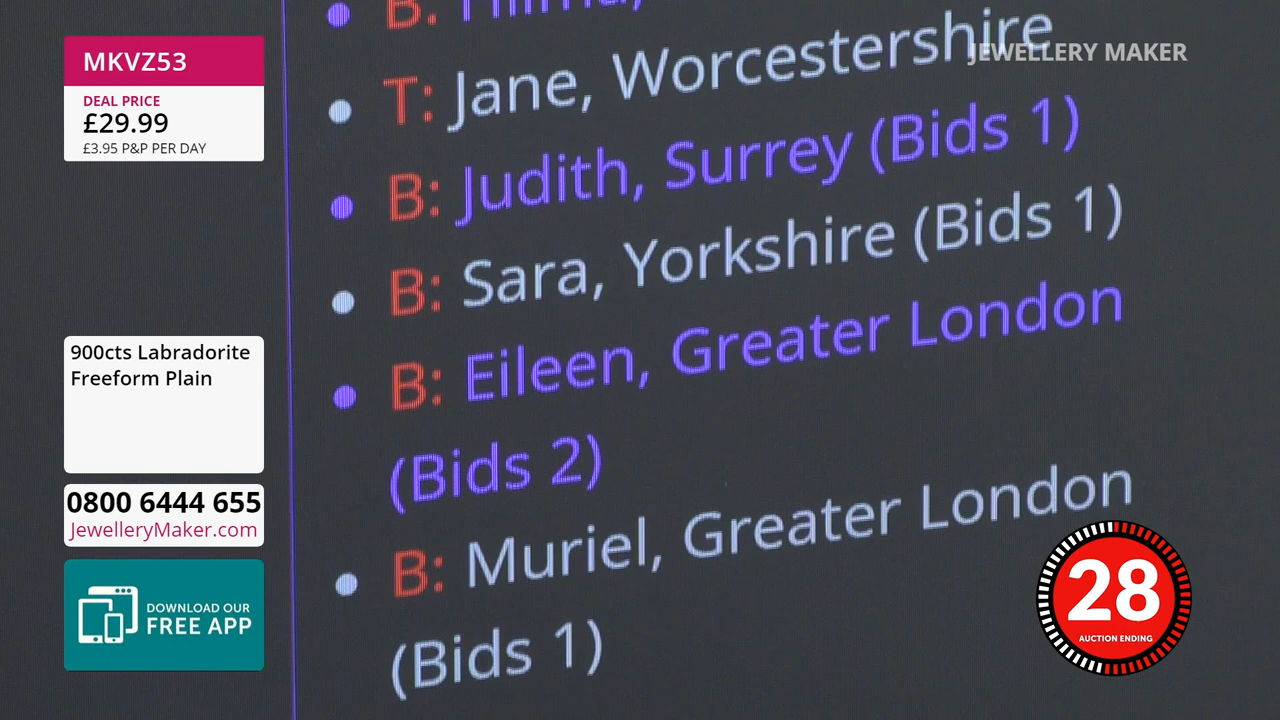 MKVZ53
DEAL PRICE
£29.99
£3.95 P&P PER DAY
900cts Labradorite
Freeform Plain
0800 6444 655
JewelleryMaker.com
DOWNLOAD OUR
FREE APP
JEWELLERY MAKER
B:
T: Jane, Worcestershire
B: Judith, Surrey (Bids 1)
B: Sara, Yorkshire (Bids 1)
B: Eileen, Greater London
(Bids 2)
B: Muriel, Greater London
(Bids 1)
28
AUCTION ENDING